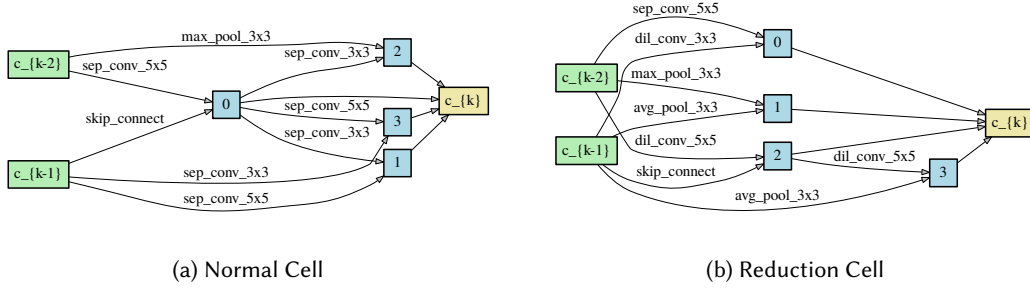 c_{k-2}
c_{k-1}
max_pool_3x3
sep_conv_5x5
skip_connect
0
sep_conv_3x3
sep_conv_5x5
sep_conv_3x3
sep_conv_3x3
sep_conv_5x5
2
3
1
c_{k}
(a) Normal Cell
c_{k-2}
c_{k-1}
sep_conv_5x5
dil_conv_3x3
max_pool_3x3
avg_pool_3x3
dil_conv_5x5
skip_connect
avg_pool_3x3
0
1
2
dil_conv_5x5
3
c_{k}
(b) Reduction Cell